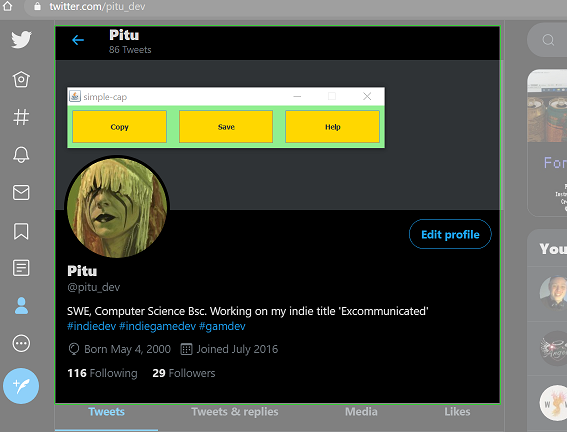 twitter.com/pitu_dev
Pitu
86 Tweets
simple-cap
Copy Save Help
Edit profile
Pitu
@pitu_dev
SWE, Computer Science Bsc. Working on my indie title 'Excommunicated'
#indiedev #indiegamedev #gamdev
Born May 4, 2000 Joined July 2016
116 Following 29 Followers
Tweets Tweets & replies Media Likes
For
You